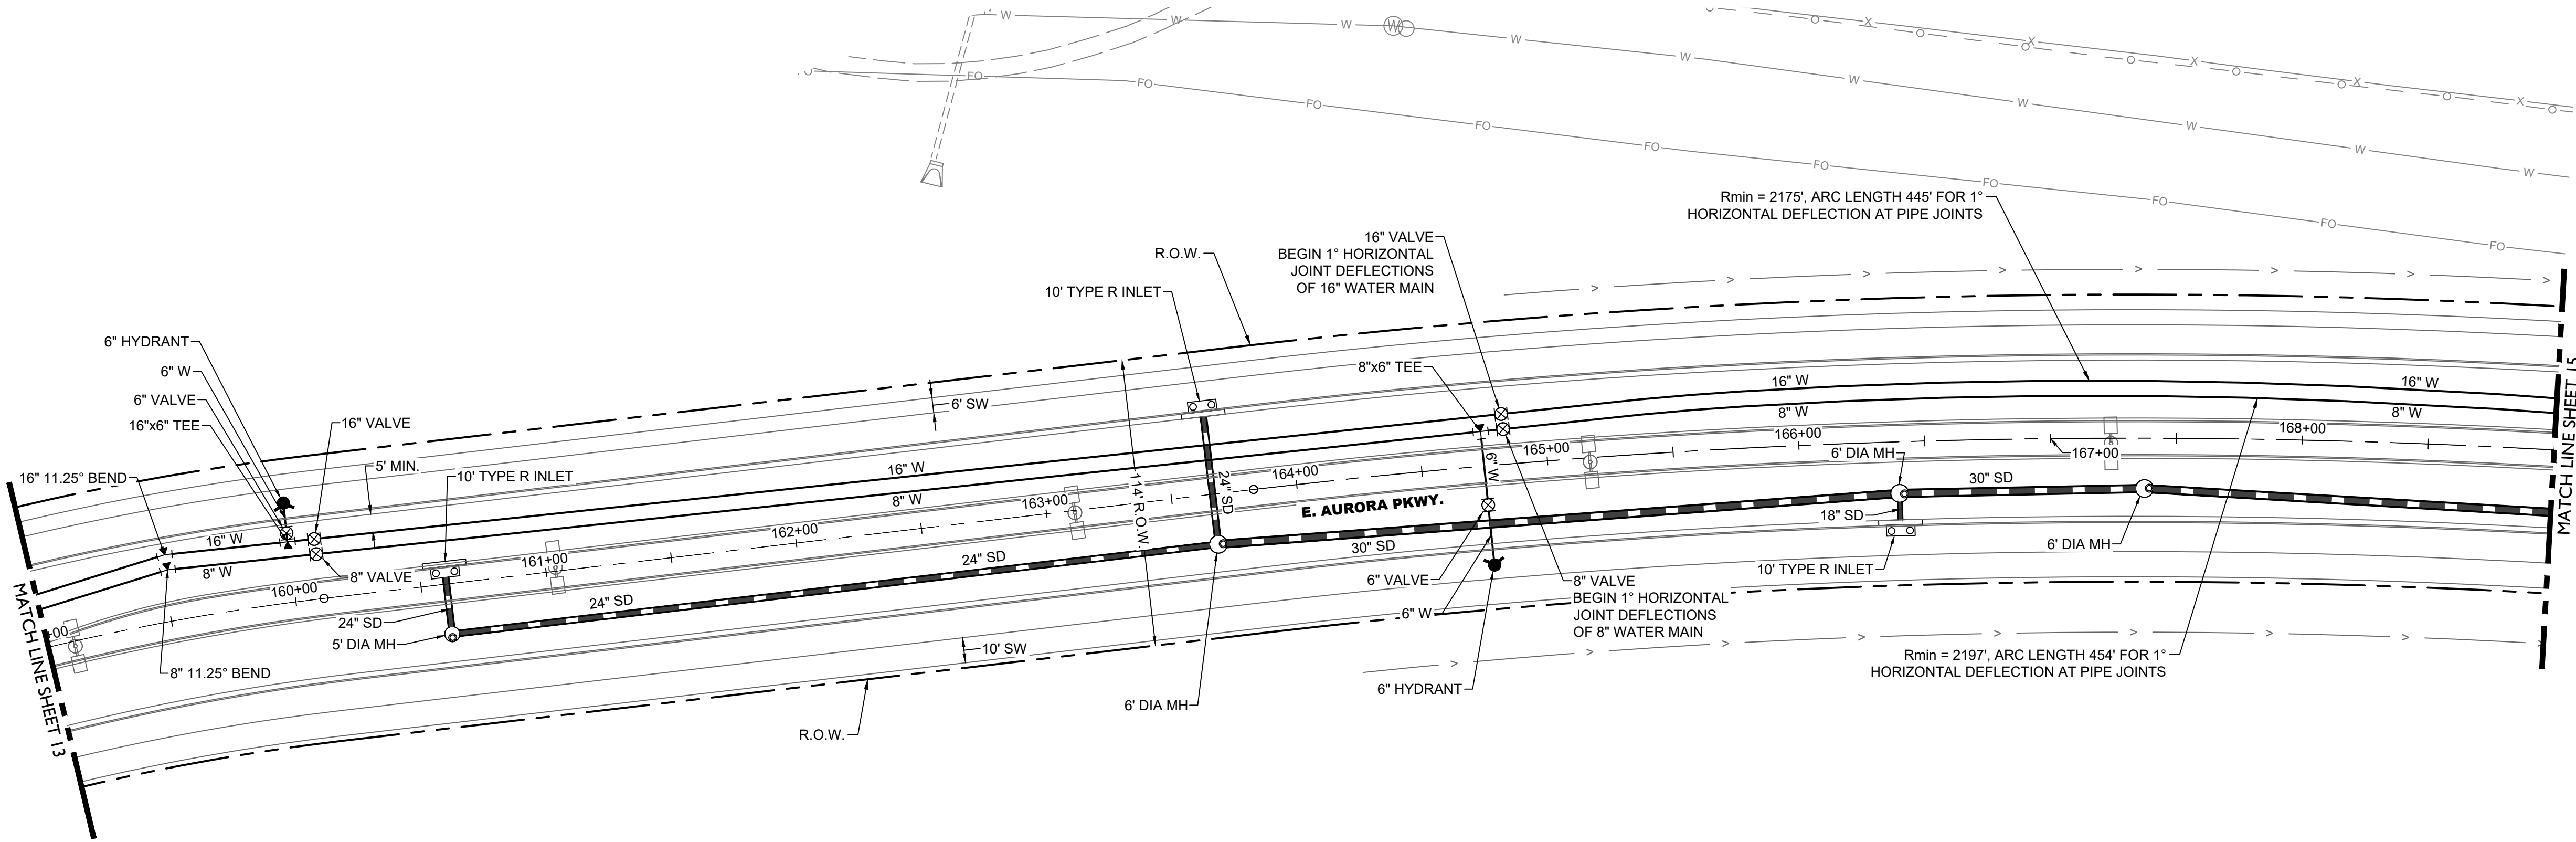 W
W
W
W
W
W
W
W
W
W
W
W
X
X
X
X
X
FO
FO
FO
FO
FO
FO
FO
FO
FO
FO
Rmin = 2175', ARC LENGTH 445' FOR 1°
HORIZONTAL DEFLECTION AT PIPE JOINTS
16" VALVE
BEGIN 1° HORIZONTAL
JOINT DEFLECTIONS
OF 16" WATER MAIN
R.O.W.
10' TYPE R INLET
6" HYDRANT
6" W
6" VALVE
16"x6" TEE
16" VALVE
5' MIN.
16" 11.25° BEND
10' TYPE R INLET
6' SW
8"x6" TEE
16" W
8" W
16" W
8" W
16" W
8" W
16" W
8" W
8" VALVE
160+00
161+00
162+00
163+00
164+00
165+00
166+00
167+00
168+00
+00
114' R.O.W.
24" SD
6" W
E. AURORA PKWY.
6' DIA MH
30" SD
18" SD
6' DIA MH
10' TYPE R INLET
24" SD
24" SD
30" SD
24" SD
5' DIA MH
8" 11.25° BEND
10' SW
6" VALVE
6" W
8" VALVE
BEGIN 1° HORIZONTAL
JOINT DEFLECTIONS
OF 8" WATER MAIN
6" HYDRANT
6' DIA MH
R.O.W.
Rmin = 2197', ARC LENGTH 454' FOR 1°
HORIZONTAL DEFLECTION AT PIPE JOINTS
MATCH LINE SHEET 13
MATCH LINE SHEET 15